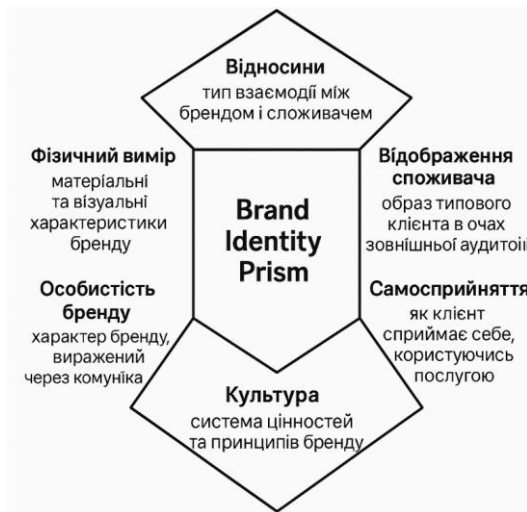 Відносини
тип взаємодії між
брендом і споживачем
Фізичний вимір
матеріальні
та візуальні
характеристики
бренду
Відображення
споживача
образ типового
клієнта в очах
зовнішньої аудитоії
Brand
Identity
Prism
Особистість
бренду
характер бренду,
виражений
через комуніка
Самосприйняття
як клієнт
сприймає себе,
користуючись
послугою
Культура
система цінностей
та принципів бренду